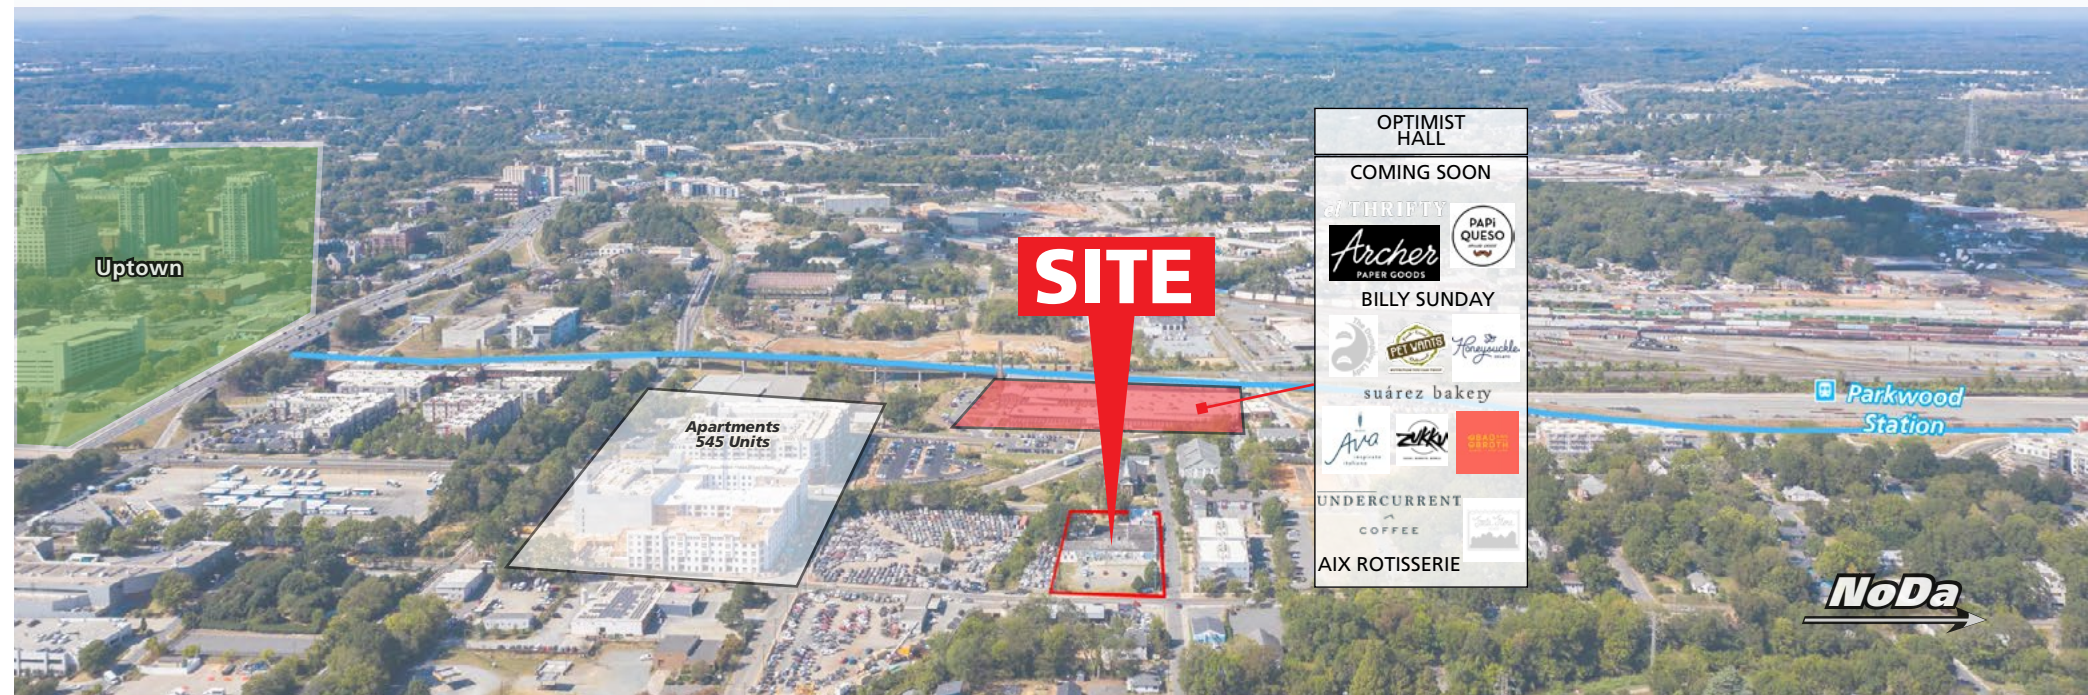 Uptown
Apartments
545 Units
SITE
OPTIMIST
HALL
COMING SOON
THRIFTY
Archer
PAPER GOODS
PAPi
QUESO
BILLY SUNDAY
PET WANTS
Honeysuckle
suárez bakery
Ava
ZUKKU
UNDERCURRENT
COFFEE
AIX ROTISSERIE
Parkwood
Station
NoDa